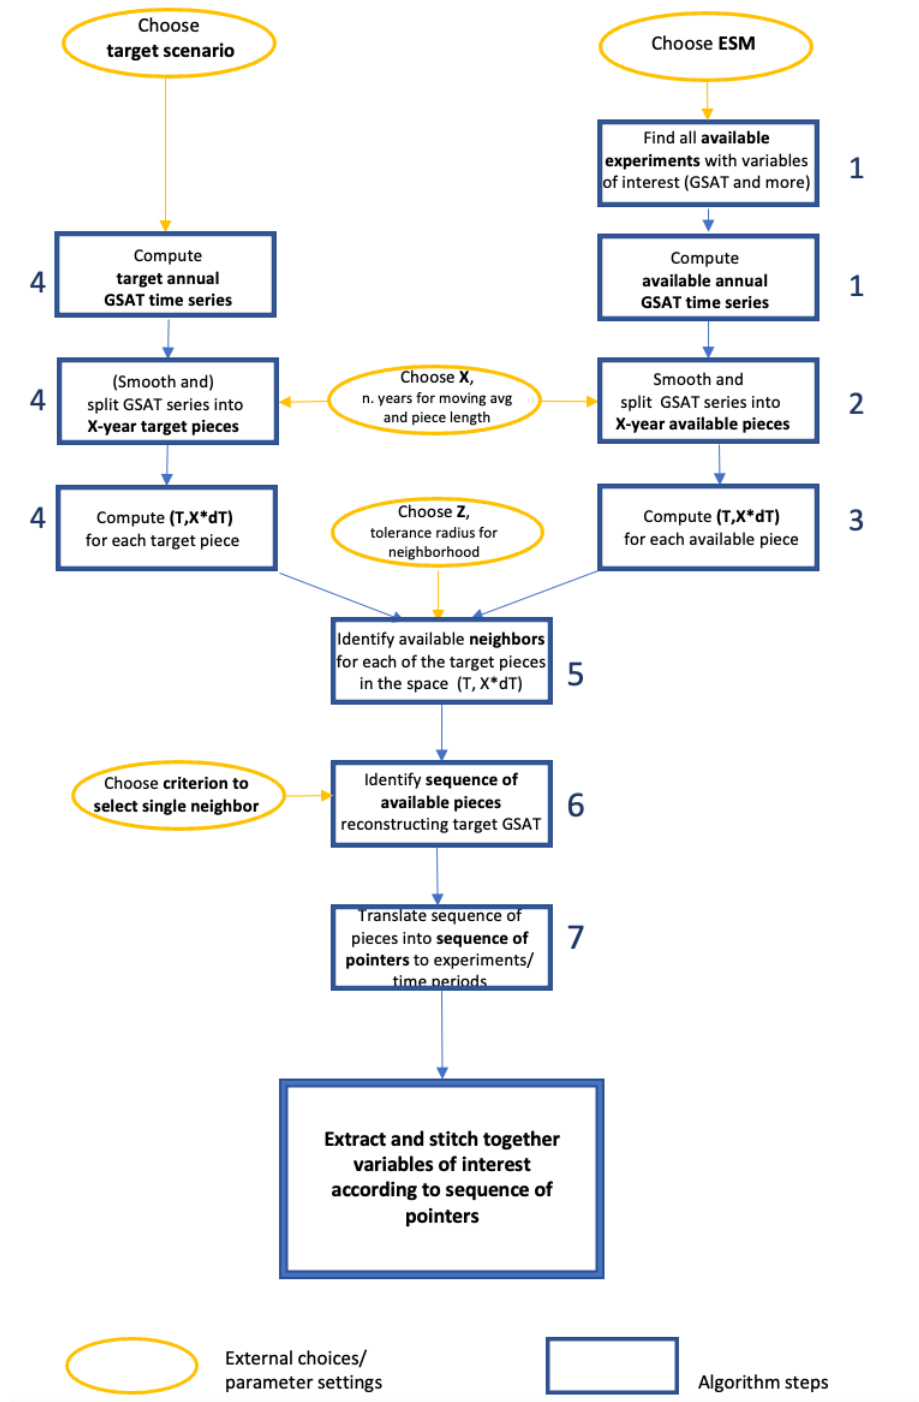 Choose
target scenario
Choose ESM
Find all available
experiments with variables
of interest (GSAT and more)
1
Compute
target annual
GSAT time series
4
Compute
available annual
GSAT time series
1
(Smooth and)
split GSAT series into
X-year target pieces
4
Choose X,
n. years for moving avg
and piece length
Smooth and
split GSAT series into
X-year available pieces
2
Compute (T,X*dT)
for each target piece
4
Choose Z,
tolerance radius for
neighborhood
Compute (T,X*dT)
for each available piece
3
Identify available neighbors
for each of the target pieces
in the space (T, X*dT)
5
Choose criterion to
select single neighbor
Identify sequence of
available pieces
reconstructing target GSAT
6
Translate sequence of
pieces into sequence of
pointers to experiments/
time periods
7
Extract and stitch together
variables of interest
according to sequence of
pointers
External choices/
parameter settings
Algorithm steps